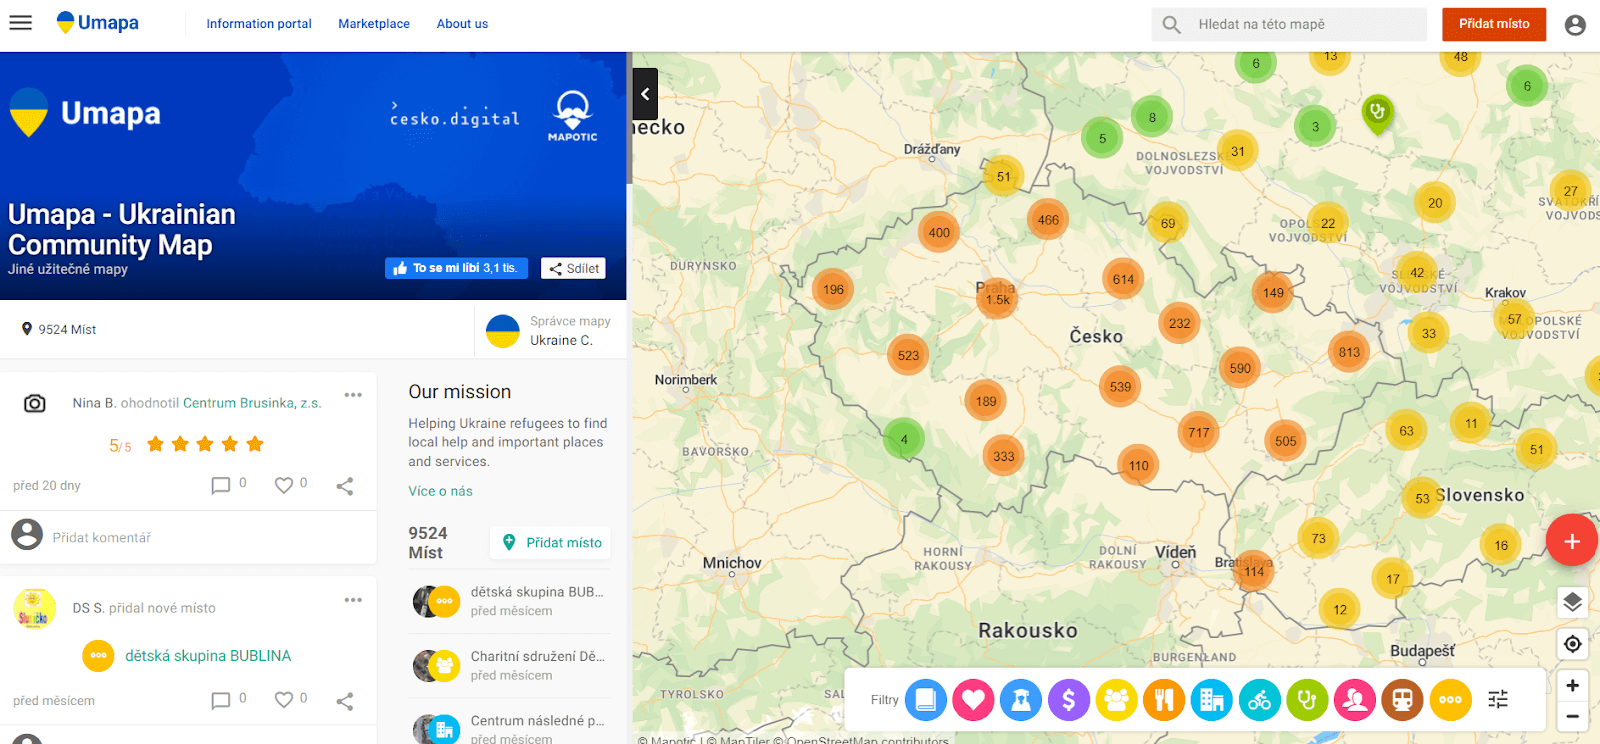 Umapa
Information portal
Marketplace
About us
Hledat na této mapě
Přidat místo
Umapa
česko.digital
MAPOTIC
Umapa - Ukrainian
Community Map
Jiné užitečné mapy
To se mi líbí 3,1 tis.
Sdílet
9524 Míst
Správce mapy
Ukraine C.
Nina B. ohodnotil Centrum Brusinka, z.s.
5/5
před 20 dny
0
0
Přidat komentář
DS S. přidal nové místo
Sluníčko
dětská skupina BUBLINA
před měsícem
0
0
Our mission
Helping Ukraine refugees to find
local help and important places
and services.
Více o nás
9524
Míst
Přidat místo
dětská skupina BUB...
před měsícem
Charitní sdružení Dě...
před měsícem
Centrum následné p...
6
13
48
6
8
5
3
31
ecko
Drážďany
DOLNOSLEZSKÉ
VOJVODSTVÍ
51
466
400
69
20
27
22
OPOLSKÉ
VOJVODSTVÍ
SVATOKŘÍ
VOJVODS
DURYNSKO
196
Praha
1.5k
614
149
42
SLEZSKÉ
VOJVODSTVÍ
Krakov
57
MALOPOLSKÉ
VOJVODSTVÍ
232
Česko
33
523
813
590
Norimberk
539
189
63
11
4
717
505
51
BAVORSKO
333
110
53
Slovensko
73
16
HORNÍ
RAKOUSY
DOLNÍ
RAKOUSY
Vídeň
Mnichov
Bratislava
114
17
12
Rakousko
Budapešť
BURGENLAND
TYROLSKO
SAL
Filtry
$
© Mapotic | © MapTiler © OpenStreetMap contributors